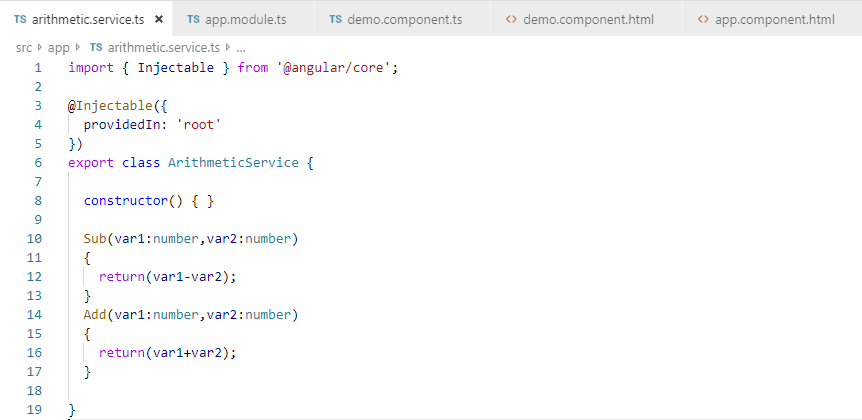 TS arithmetic.service.ts × TS app.module.ts TS demo.component.ts <> demo.component.html <> app.component.html
src > app > TS arithmetic.service.ts > ...
1 import { Injectable } from '@angular/core';
2
3 @Injectable({
4   providedIn: 'root'
5 })
6 export class ArithmeticService {
7
8   constructor() { }
9
10   Sub(var1:number,var2:number)
11   {
12     return(var1-var2);
13   }
14   Add(var1:number,var2:number)
15   {
16     return(var1+var2);
17   }
18
19 }